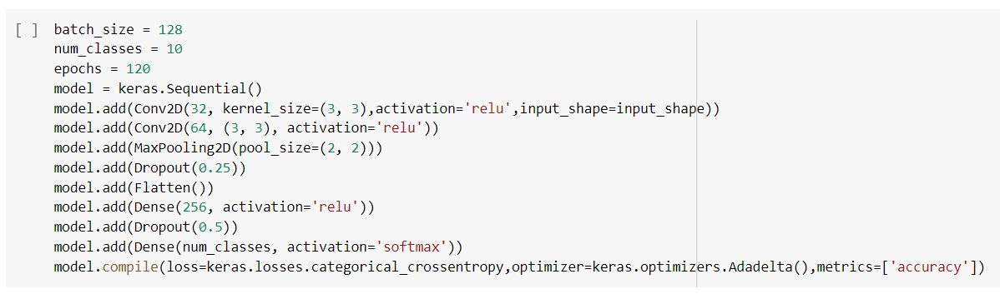 [ ] batch_size = 128
num_classes = 10
epochs = 120
model = keras.Sequential()
model.add(Conv2D(32, kernel_size=(3, 3),activation='relu',input_shape=input_shape))
model.add(Conv2D(64, (3, 3), activation='relu'))
model.add(MaxPooling2D(pool_size=(2, 2)))
model.add(Dropout(0.25))
model.add(Flatten())
model.add(Dense(256, activation='relu'))
model.add(Dropout(0.5))
model.add(Dense(num_classes, activation='softmax'))
model.compile(loss=keras.losses.categorical_crossentropy,optimizer=keras.optimizers.Adadelta(),metrics=['accuracy'])